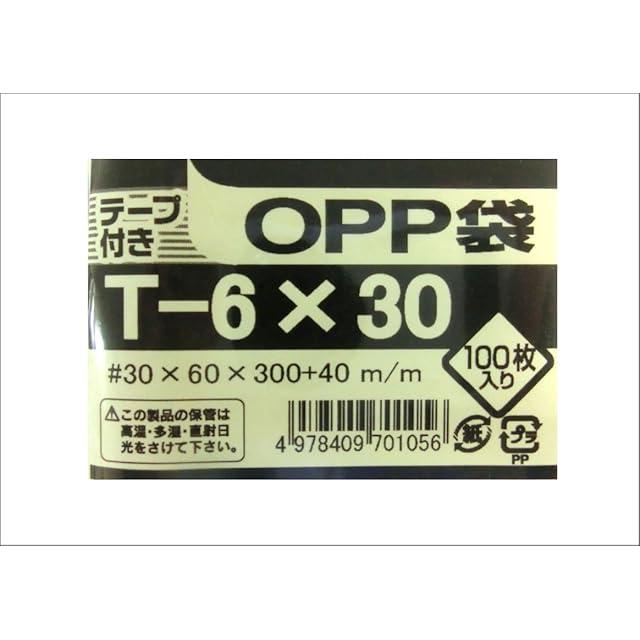 テープ
付き
OPP袋
T-6×30
#30×60×300+40 m/m
100枚
入り
⚠この製品の保管は
高温・多湿・直射日
光をさけて下さい。
4 978409 701056
紙
プラ
PP